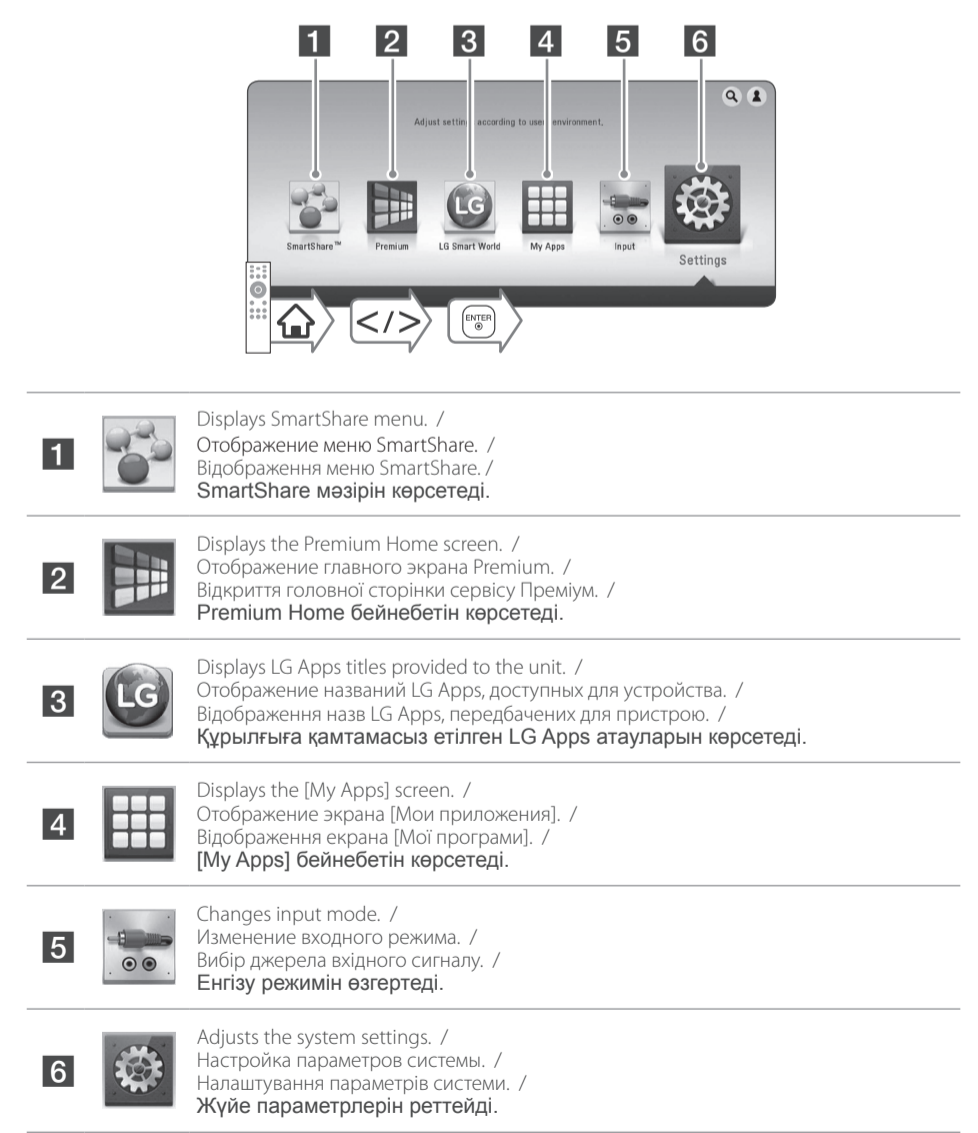 1 2 3 4 5 6
Adjust setting according to user environment.
LG
SmartShare™ Premium LG Smart World My Apps Input Settings
</> ENTER
1
Displays SmartShare menu. /
Отображение меню SmartShare. /
Відображення меню SmartShare. /
SmartShare мәзірін көрсетеді.
2
Displays the Premium Home screen. /
Отображение главного экрана Premium. /
Відкриття головної сторінки сервісу Преміум. /
Premium Home бейнебетін көрсетеді.
3
LG
Displays LG Apps titles provided to the unit. /
Отображение названий LG Apps, доступных для устройства. /
Відображення назв LG Apps, передбачених для пристрою. /
Құрылғыға қамтамасыз етілген LG Apps атауларын көрсетеді.
4
Displays the [My Apps] screen. /
Отображение экрана [Мои приложения]. /
Відображення екрана [Мої програми]. /
[My Apps] бейнебетін көрсетеді.
5
Changes input mode. /
Изменение входного режима. /
Вибір джерела вхідного сигналу. /
Енгізу режимін өзгертеді.
6
Adjusts the system settings. /
Настройка параметров системы. /
Налаштування параметрів системи. /
Жүйе параметрлерін реттейді.